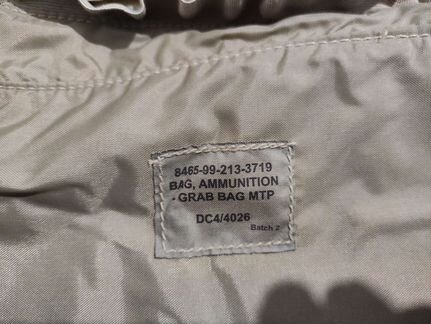 8465-99-213-3719
BAG, AMMUNITION
- GRAB BAG MTP
DC4/4026
Batch 2